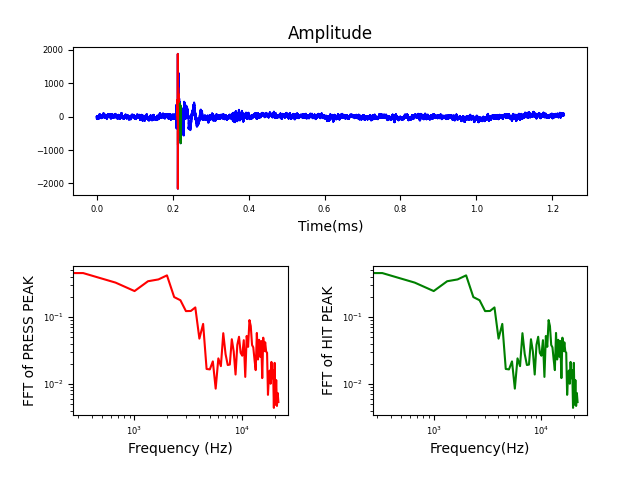 Amplitude
2000
1000
0
−1000
−2000
0.0 0.2 0.4 0.6 0.8 1.0 1.2
Time(ms)
FFT of PRESS PEAK
10⁻¹
10⁻²
10³ 10⁴
Frequency (Hz)
FFT of HIT PEAK
10⁻¹
10⁻²
10³ 10⁴
Frequency(Hz)